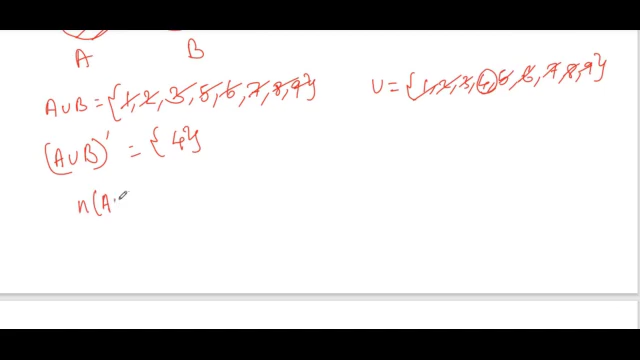 A B
A∪B = {1, 2, 3, 5, 6, 7, 8, 9} U = {1, 2, 3, 4, 5, 6, 7, 8, 9}
(A∪B)' = {4}
n(A